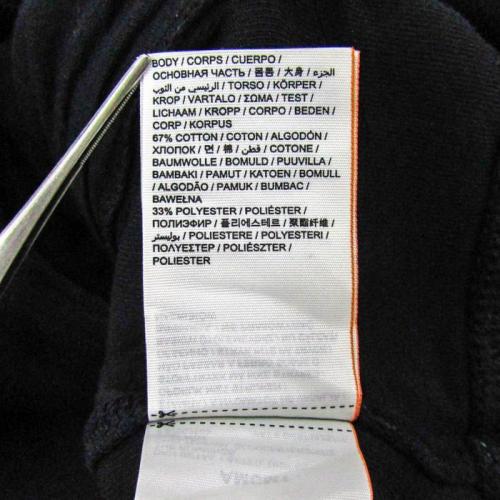 BODY / CORPS / CUERPO /
ОСНОВНАЯ ЧАСТЬ / 몸통 / 大身 / الجزء
الرئيسي من الثوب / TORSO / KÖRPER /
KROP / VARTALO / ΣΩΜΑ / TEST /
LICHAAM / KROPP / CORPO / BEDEN /
CORP / KORPUS
67% COTTON / COTON / ALGODÓN /
ХЛОПОК / 면 / 棉 / قطن / COTONE /
BAUMWOLLE / BOMULD / PUUVILLA /
BAMBAKI / PAMUT / KATOEN / BOMULL
/ ALGODÃO / PAMUK / BUMBAC /
BAWEŁNA
33% POLYESTER / POLIÉSTER /
ПОЛИЭФИР / 폴리에스테르 / 聚酯纤维 /
بوليستر / POLIESTERE / POLYESTERI /
ΠΟΛΥΕΣΤΕΡ / POLIÉSZTER /
POLIESTER